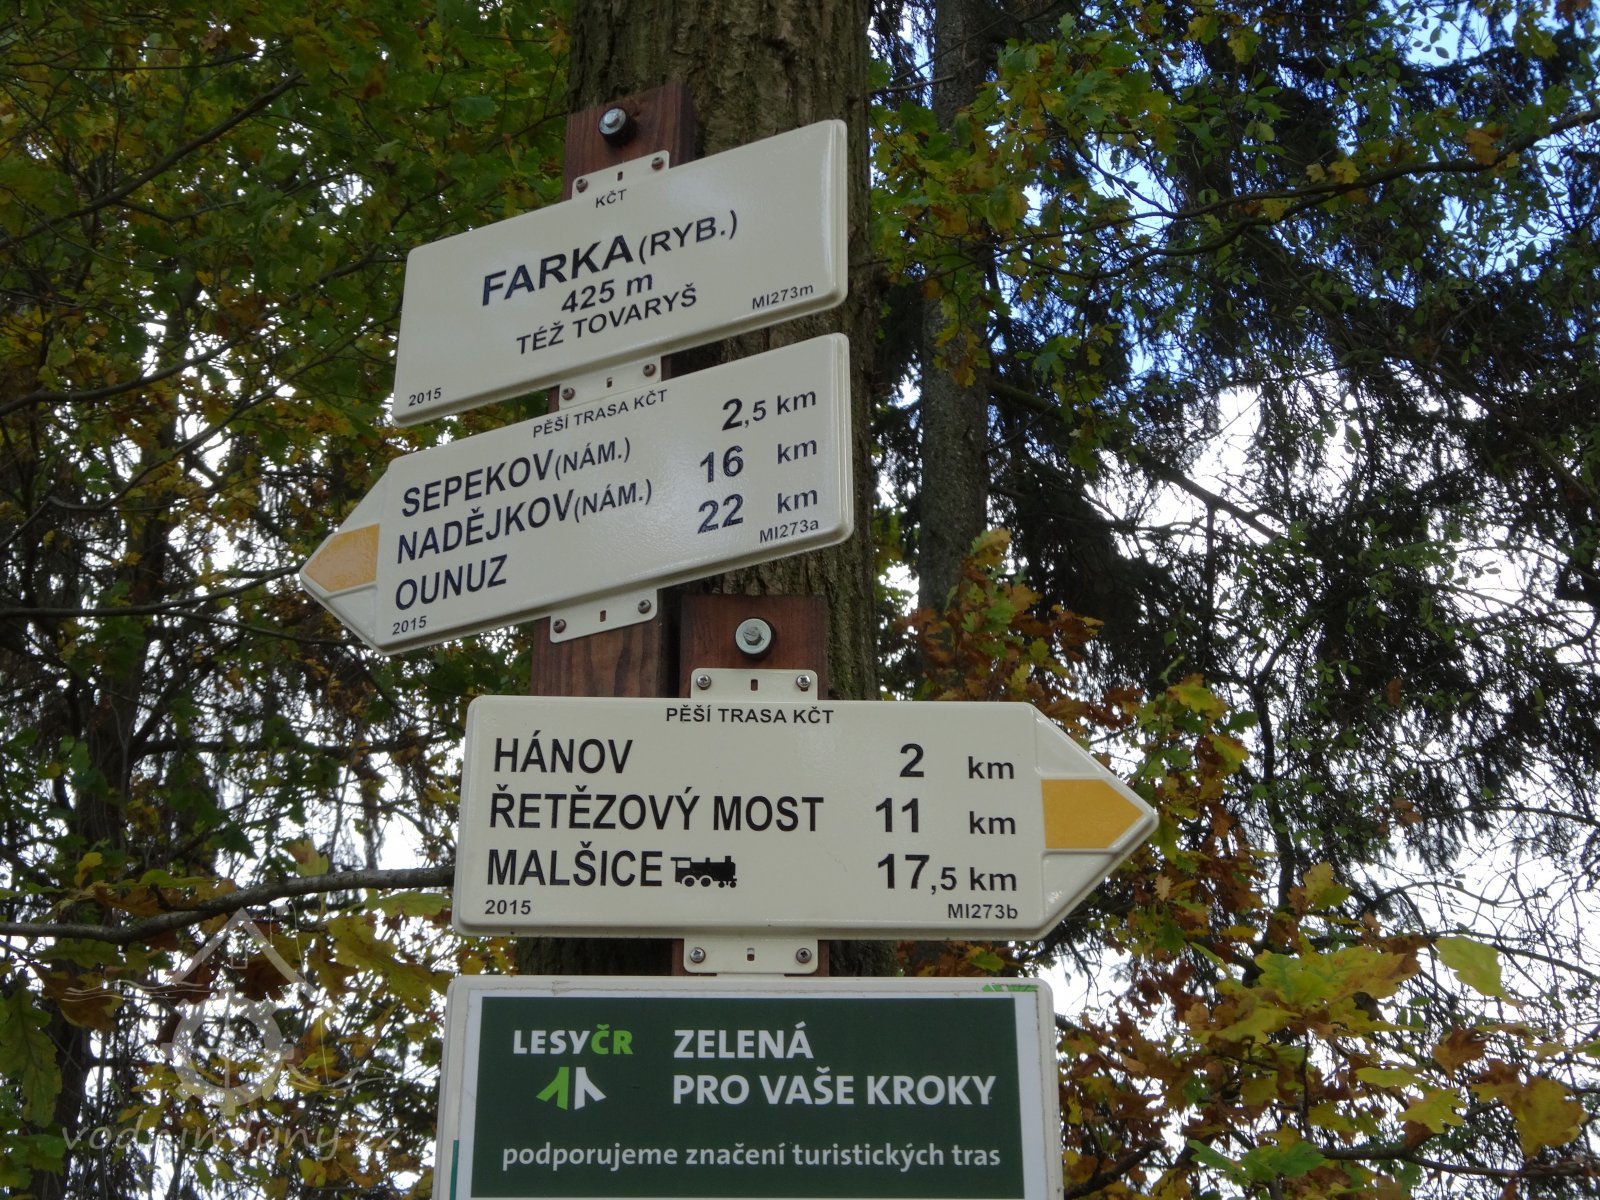 KČT
FARKA (RYB.)
425 m
TÉŽ TOVARYŠ
MI273m
2015
PĚŠÍ TRASA KČT
SEPEKOV (NÁM.) 2,5 km
NADĚJKOV (NÁM.) 16 km
OUNUZ 22 km
MI273a
2015
PĚŠÍ TRASA KČT
HÁNOV 2 km
ŘETĚZOVÝ MOST 11 km
MALŠICE 17,5 km
2015 MI273b
LESY ČR
ZELENÁ
PRO VAŠE KROKY
podporujeme značení turistických tras